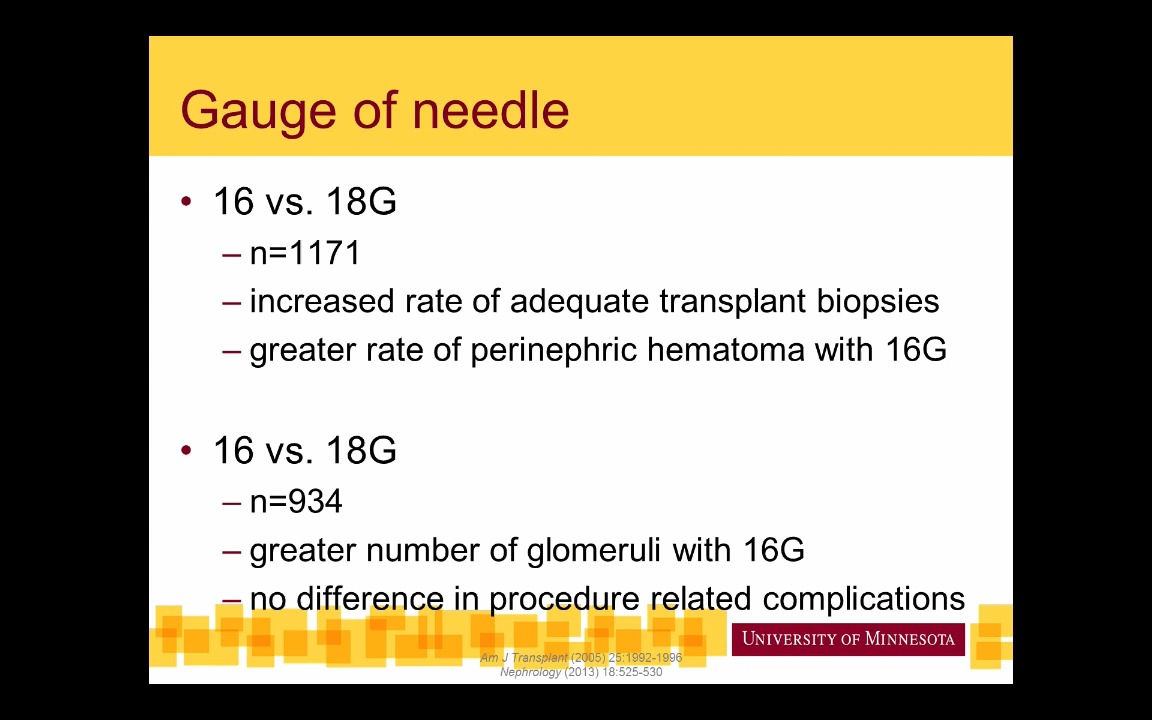 Gauge of needle
• 16 vs. 18G
– n=1171
– increased rate of adequate transplant biopsies
– greater rate of perinephric hematoma with 16G
• 16 vs. 18G
– n=934
– greater number of glomeruli with 16G
– no difference in procedure related complications
UNIVERSITY OF MINNESOTA
Am J Transplant (2005) 25:1992-1996
Nephrology (2013) 18:525-530